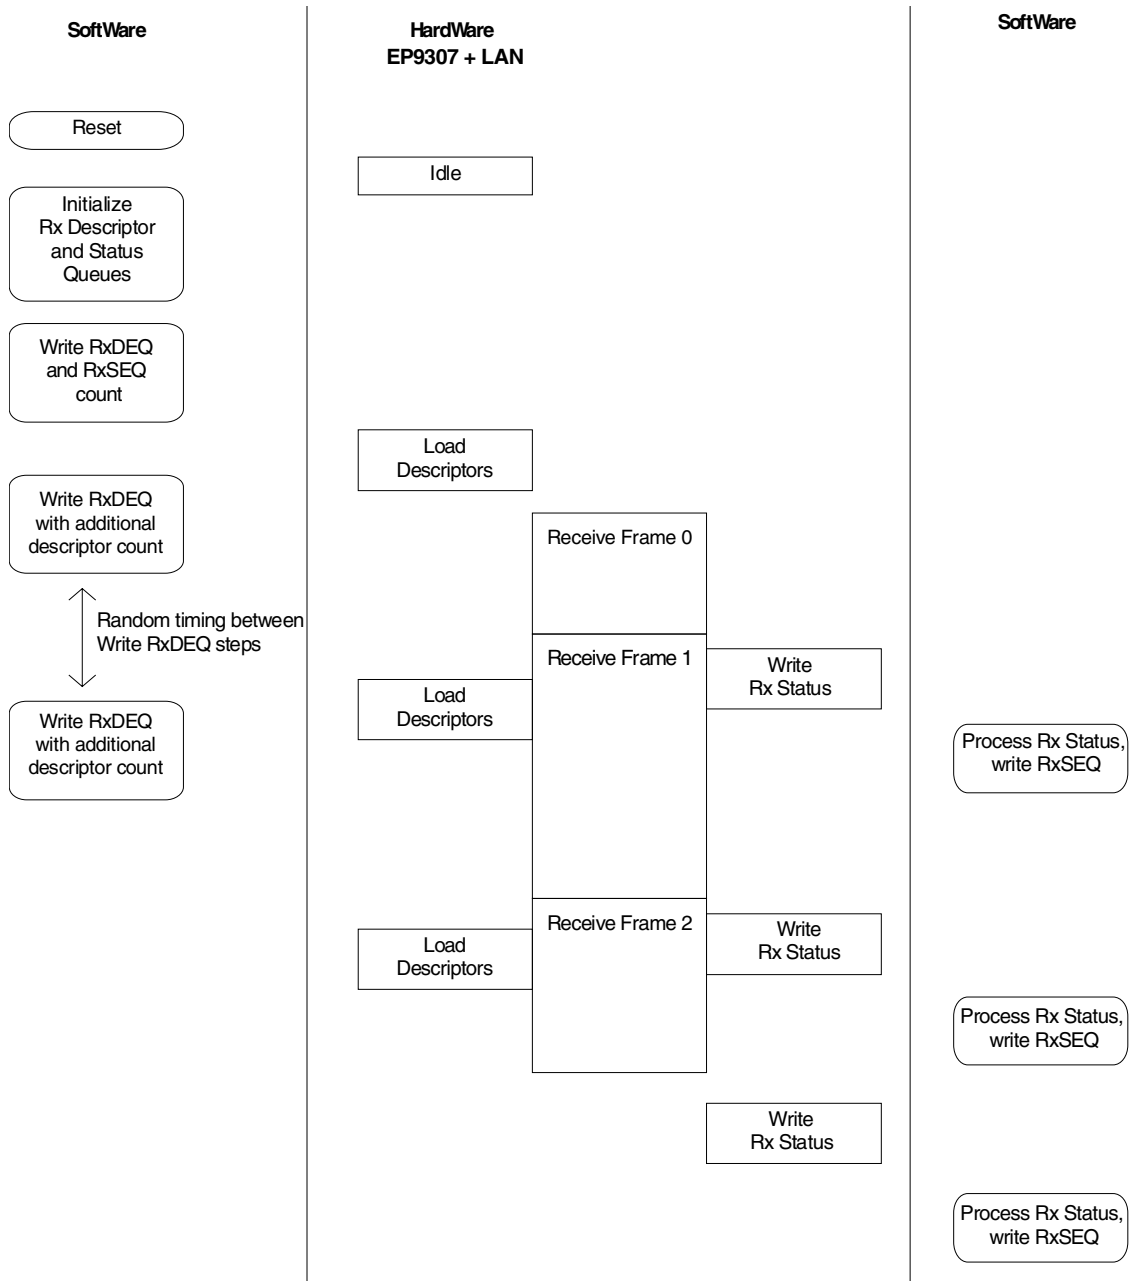 SoftWare
HardWare
EP9307 + LAN
SoftWare
Reset
Idle
Initialize
Rx Descriptor
and Status
Queues
Write RxDEQ
and RxSEQ
count
Load
Descriptors
Write RxDEQ
with additional
descriptor count
Receive Frame 0
Random timing between
Write RxDEQ steps
Receive Frame 1
Write
Rx Status
Load
Descriptors
Write RxDEQ
with additional
descriptor count
Process Rx Status,
write RxSEQ
Receive Frame 2
Write
Rx Status
Load
Descriptors
Process Rx Status,
write RxSEQ
Write
Rx Status
Process Rx Status,
write RxSEQ